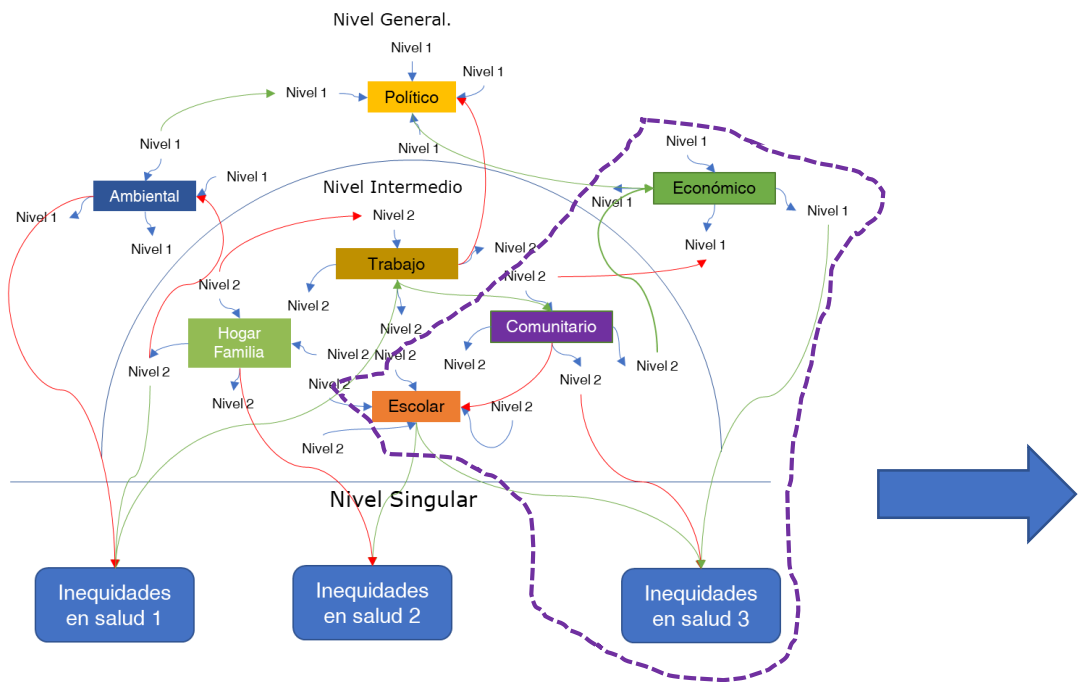 Nivel General.
Nivel 1
Nivel 1
Nivel 1
Político
Nivel 1
Nivel 1
Nivel 1
Nivel 1
Ambiental
Nivel 1
Nivel 1
Económico
Nivel 1
Nivel 1
Nivel 1
Nivel Intermedio
Nivel 2
Nivel 2
Trabajo
Nivel 2
Nivel 2
Nivel 2
Nivel 2
Hogar
Familia
Comunitario
Nivel 2
Nivel 2
Nivel 2
Nivel 2
Nivel 2
Nivel 2
Nivel 2
Nivel 2
Nivel 2
Nivel 2
Escolar
Nivel 2
Nivel 2
Nivel Singular
Inequidades
en salud 1
Inequidades
en salud 2
Inequidades
en salud 3